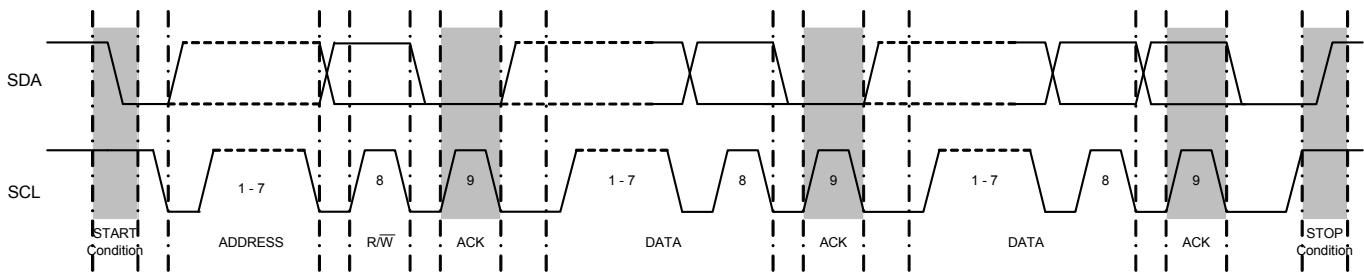 SDA
SCL
1 - 7
8
9
1 - 7
8
9
1 - 7
8
9
START
Condition
ADDRESS
R/W̅
ACK
DATA
ACK
DATA
ACK
STOP
Condition